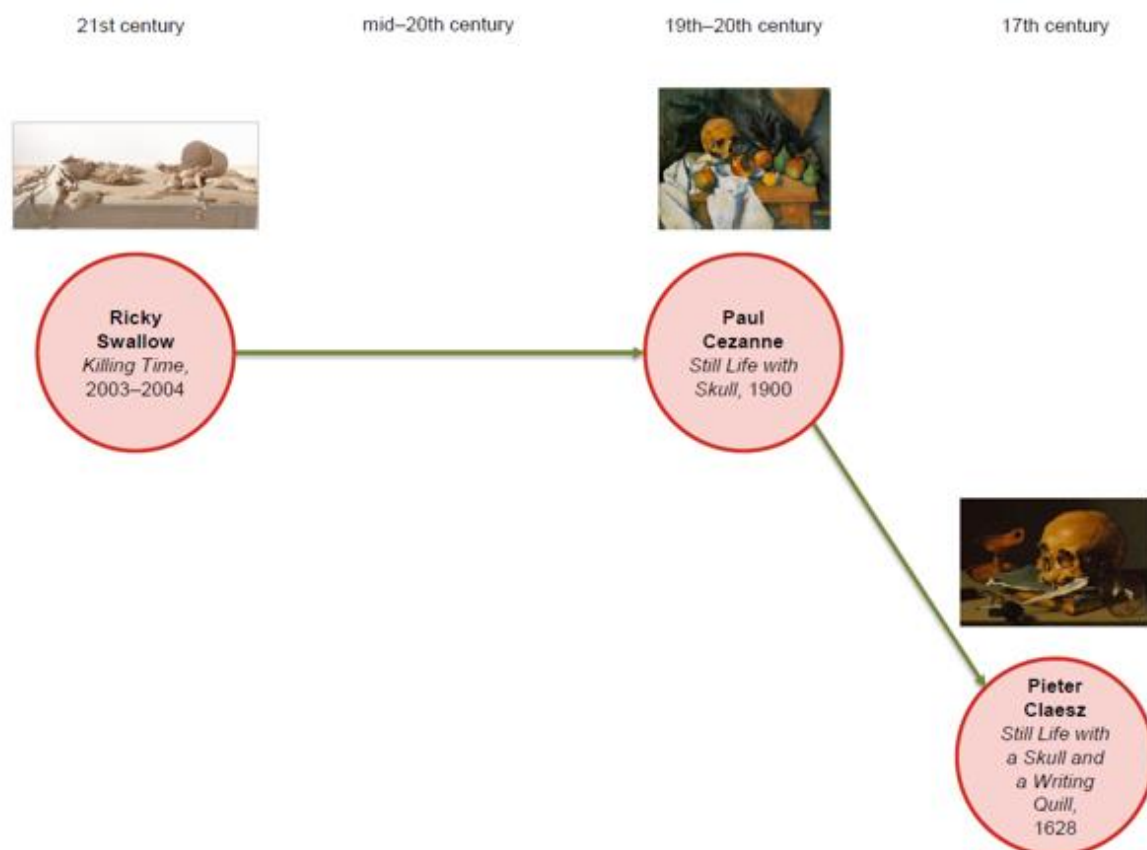 21st century
mid–20th century
19th–20th century
17th century
Ricky
Swallow
Killing Time,
2003–2004
Paul
Cezanne
Still Life with
Skull, 1900
Pieter
Claesz
Still Life with
a Skull and
a Writing
Quill,
1628